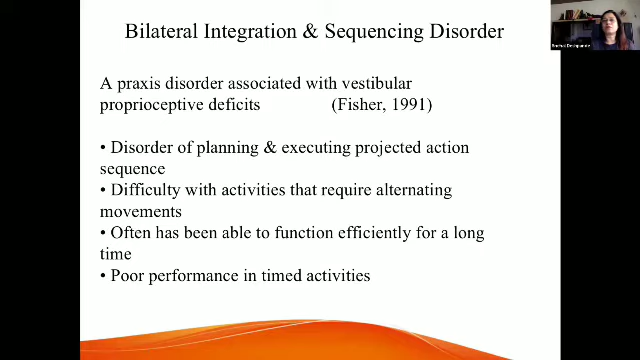 Bilateral Integration & Sequencing Disorder
Ruchai Deshpande
A praxis disorder associated with vestibular
proprioceptive deficits (Fisher, 1991)
• Disorder of planning & executing projected action
sequence
• Difficulty with activities that require alternating
movements
• Often has been able to function efficiently for a long
time
• Poor performance in timed activities